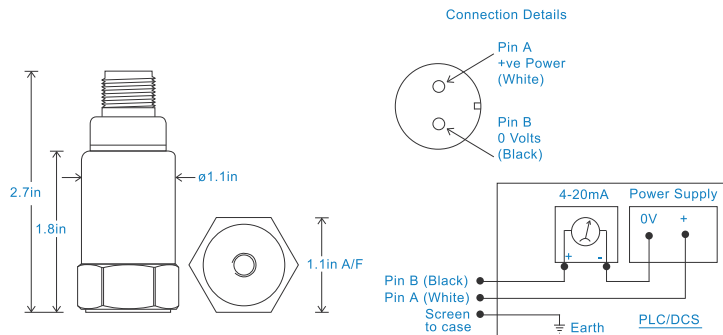 Connection Details
Pin A
+ve Power
(White)
Pin B
0 Volts
(Black)
2.7in
1.8in
ø1.1in
1.1in A/F
4-20mA
Power Supply
0V +
+ -
Pin B (Black)
Pin A (White)
Screen
to case
Earth
PLC/DCS